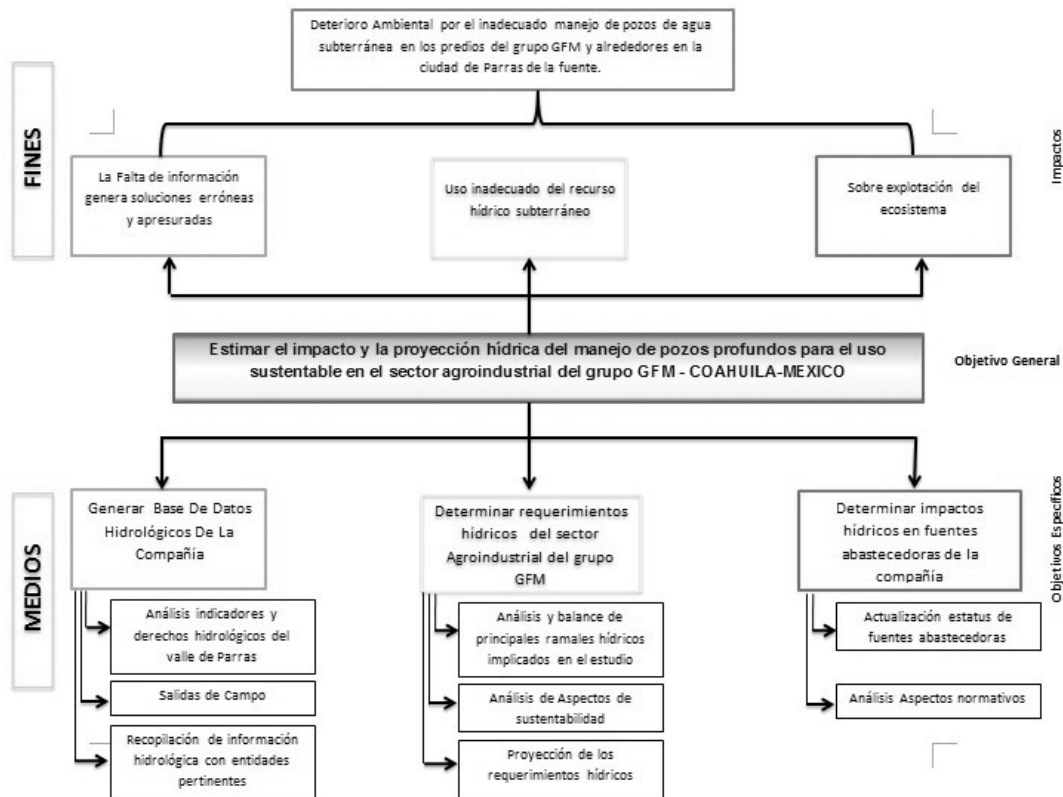 Deterioro Ambiental por el inadecuado manejo de pozos de agua
subterránea en los predios del grupo GFM y alrededores en la
ciudad de Parras de la fuente.
FINES
Impactos
La Falta de información
genera soluciones erróneas
y apresuradas
Uso inadecuado del recurso
hídrico subterráneo
Sobre explotación del
ecosistema
Estimar el impacto y la proyección hídrica del manejo de pozos profundos para el uso
sustentable en el sector agroindustrial del grupo GFM - COAHUILA-MEXICO
Objetivo General
MEDIOS
Objetivos Específicos
Generar Base De Datos
Hidrológicos De La
Compañía
Análisis indicadores y
derechos hidrológicos del
valle de Parras
Salidas de Campo
Recopilación de información
hidrológica con entidades
pertinentes
Determinar requerimientos
hídricos del sector
Agroindustrial del grupo
GFM
Análisis y balance de
principales ramales hídricos
implicados en el estudio
Análisis de Aspectos de
sustentabilidad
Proyección de los
requerimientos hídricos
Determinar impactos
hídricos en fuentes
abastecedoras de la
compañía
Actualización estatus de
fuentes abastecedoras
Análisis Aspectos normativos